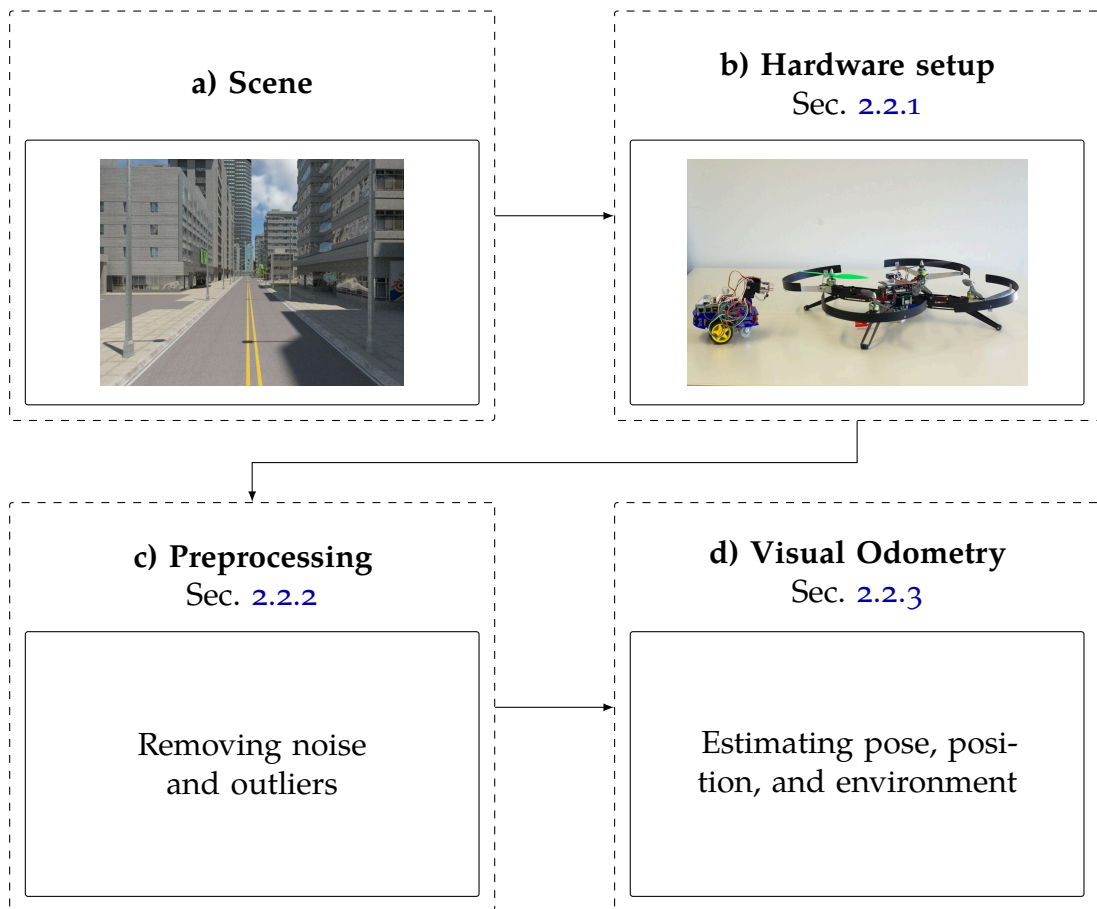 a) Scene
b) Hardware setup
Sec. 2.2.1
c) Preprocessing
Sec. 2.2.2
d) Visual Odometry
Sec. 2.2.3
Removing noise
and outliers
Estimating pose, posi-
tion, and environment